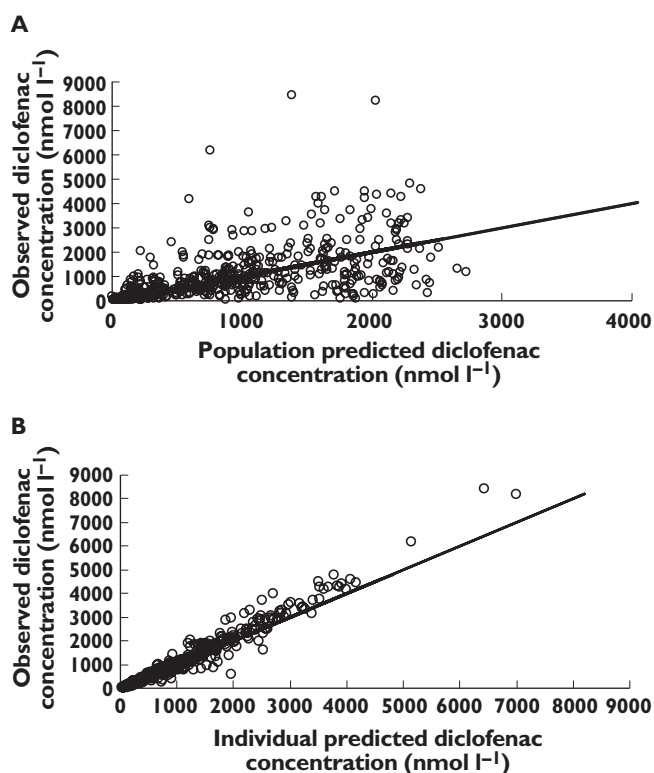 A
Observed diclofenac
concentration (nmol l⁻¹)
9000
8000
7000
6000
5000
4000
3000
2000
1000
0
0 1000 2000 3000 4000
Population predicted diclofenac
concentration (nmol l⁻¹)
B
Observed diclofenac
concentration (nmol l⁻¹)
9000
8000
7000
6000
5000
4000
3000
2000
1000
0
0 1000 2000 3000 4000 5000 6000 7000 8000 9000
Individual predicted diclofenac
concentration (nmol l⁻¹)